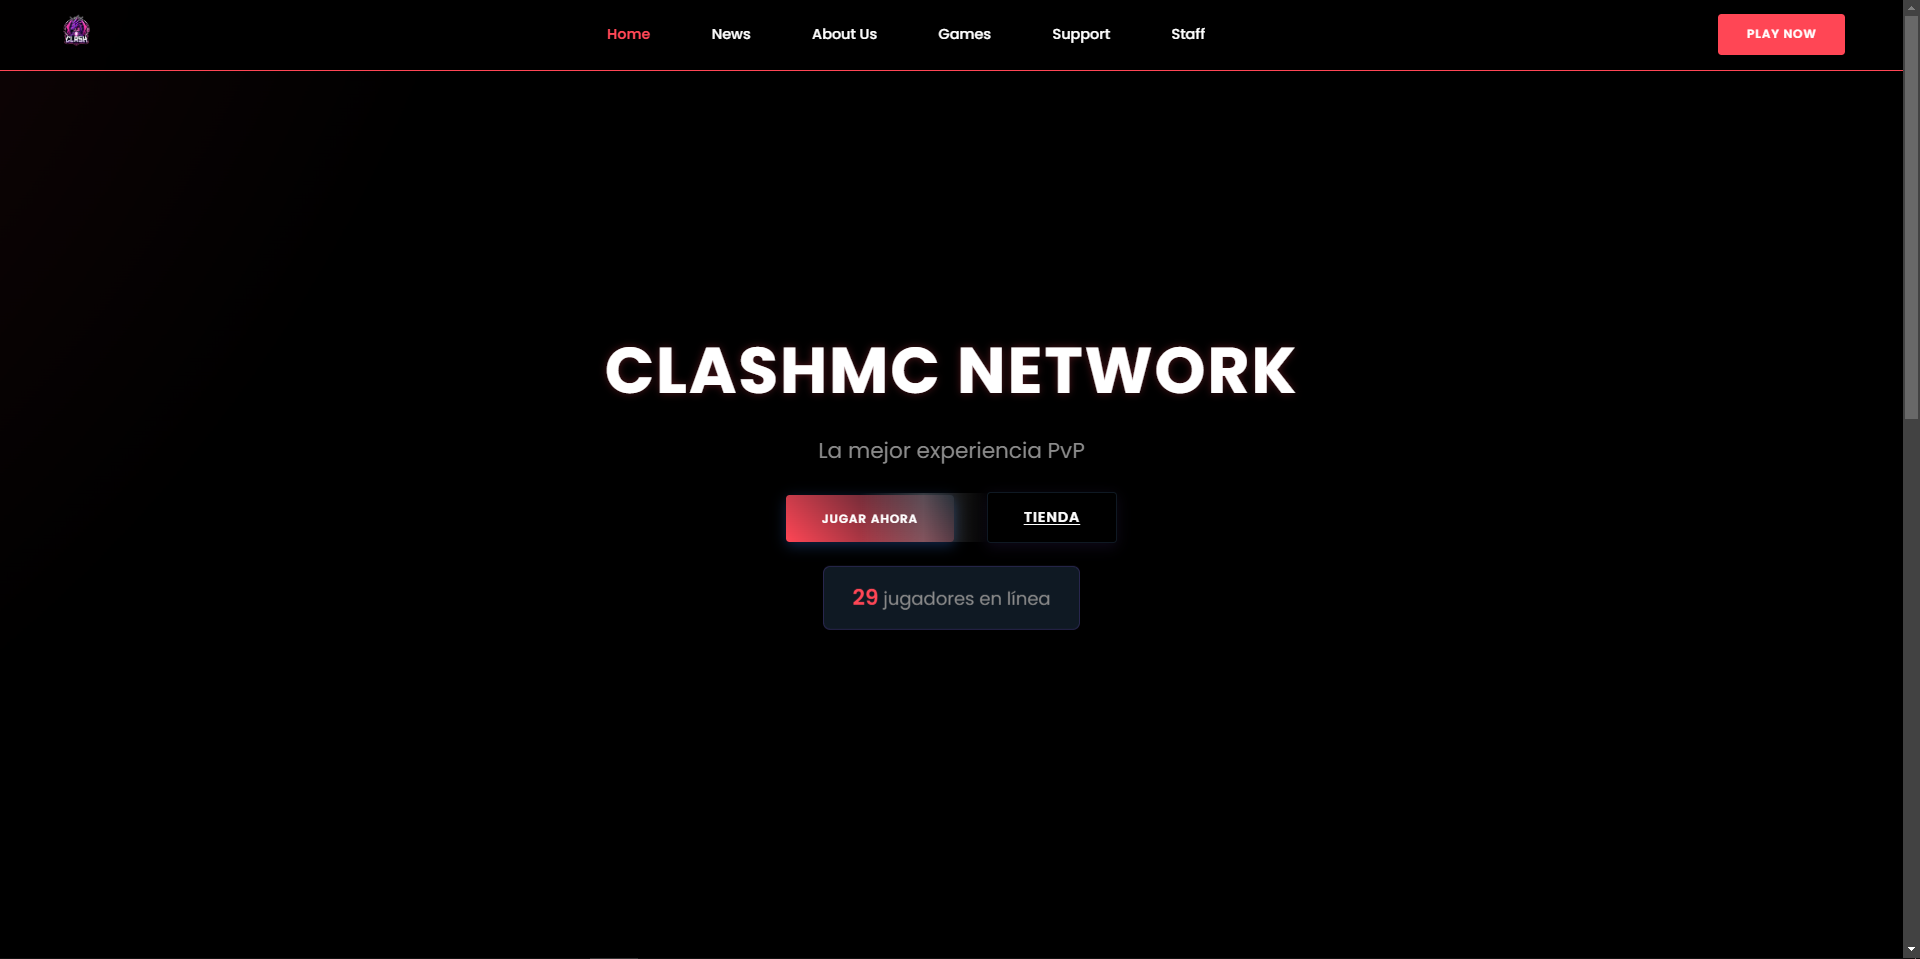 CLASH
Home
News
About Us
Games
Support
Staff
PLAY NOW
CLASHMC NETWORK
La mejor experiencia PvP
JUGAR AHORA
TIENDA
29 jugadores en línea